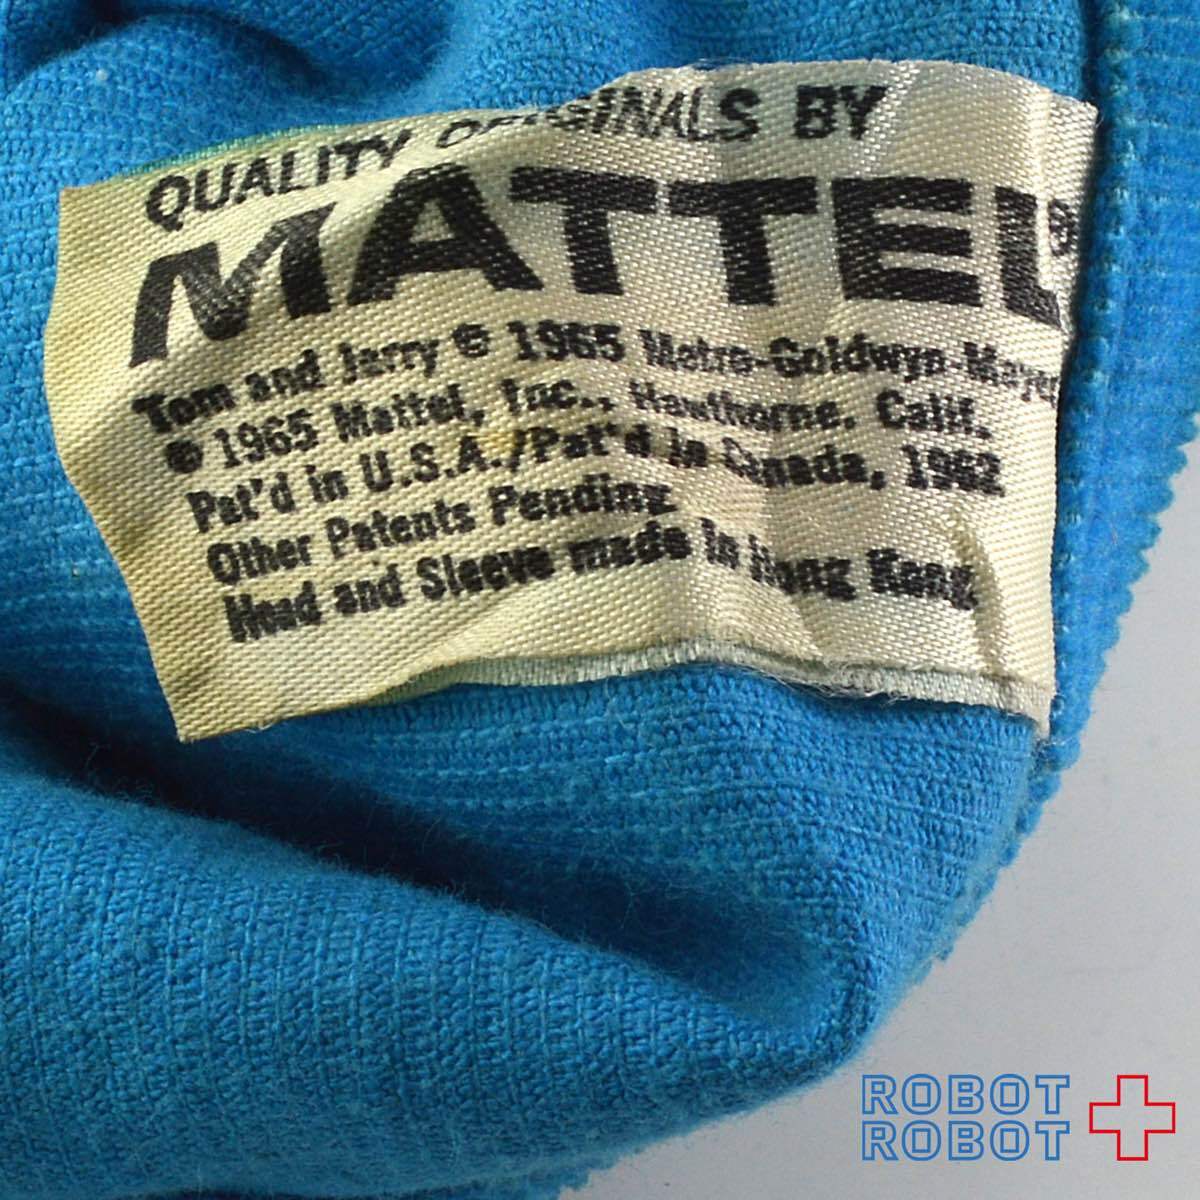 QUALITY ORIGINALS BY
MATTEL®
Tom and Jerry © 1965 Metro-Goldwyn-Mayer
© 1965 Mattel, Inc., Hawthorne, Calif.
Pat'd in U.S.A./Pat'd in Canada, 1962
Other Patents Pending
Head and Sleeve made in Hong Kong
ROBOT
ROBOT